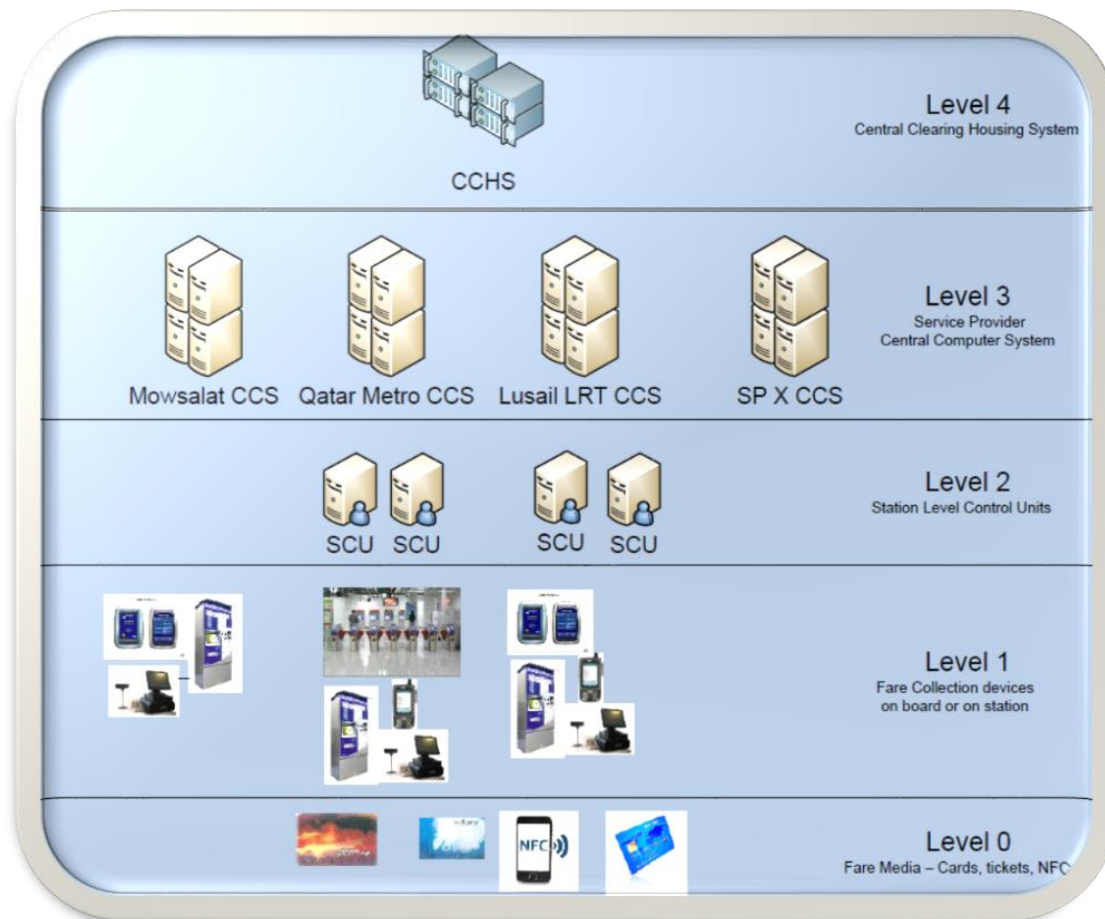 Level 4
Central Clearing Housing System
CCHS
Level 3
Service Provider
Central Computer System
Mowsalat CCS
Qatar Metro CCS
Lusail LRT CCS
SP X CCS
Level 2
Station Level Control Units
SCU
SCU
SCU
SCU
Level 1
Fare Collection devices
on board or on station
Level 0
Fare Media – Cards, tickets, NFC
NFC